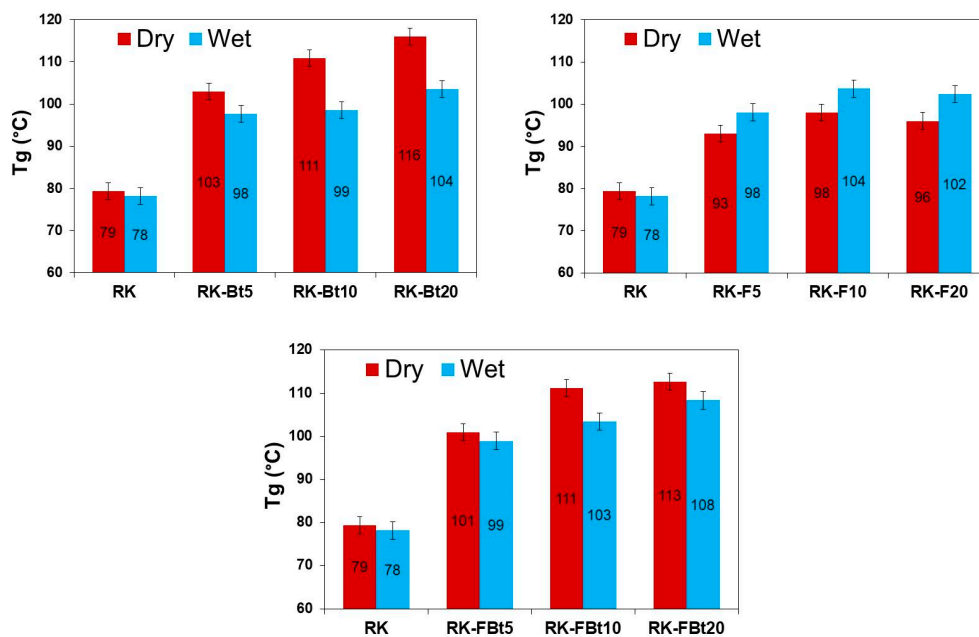 Dry Wet
Tg (°C)
120
110
100
90
80
70
60
79 78 103 98 111 99 116 104
RK RK-Bt5 RK-Bt10 RK-Bt20
Dry Wet
Tg (°C)
120
110
100
90
80
70
60
79 78 93 98 98 104 96 102
RK RK-F5 RK-F10 RK-F20
Dry Wet
Tg (°C)
120
110
100
90
80
70
60
79 78 101 99 111 103 113 108
RK RK-FBt5 RK-FBt10 RK-FBt20